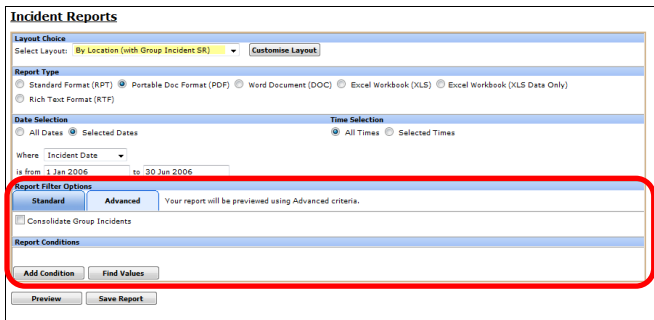 Incident Reports
Layout Choice
Select Layout: By Location (with Group Incident SR) Customise Layout
Report Type
Standard Format (RPT) Portable Doc Format (PDF) Word Document (DOC) Excel Workbook (XLS) Excel Workbook (XLS Data Only)
Rich Text Format (RTF)
Date Selection Time Selection
All Dates Selected Dates All Times Selected Times
Where Incident Date
is from 1 Jan 2006 to 30 Jun 2006
Report Filter Options
Standard Advanced Your report will be previewed using Advanced criteria.
Consolidate Group Incidents
Report Conditions
Add Condition Find Values
Preview Save Report